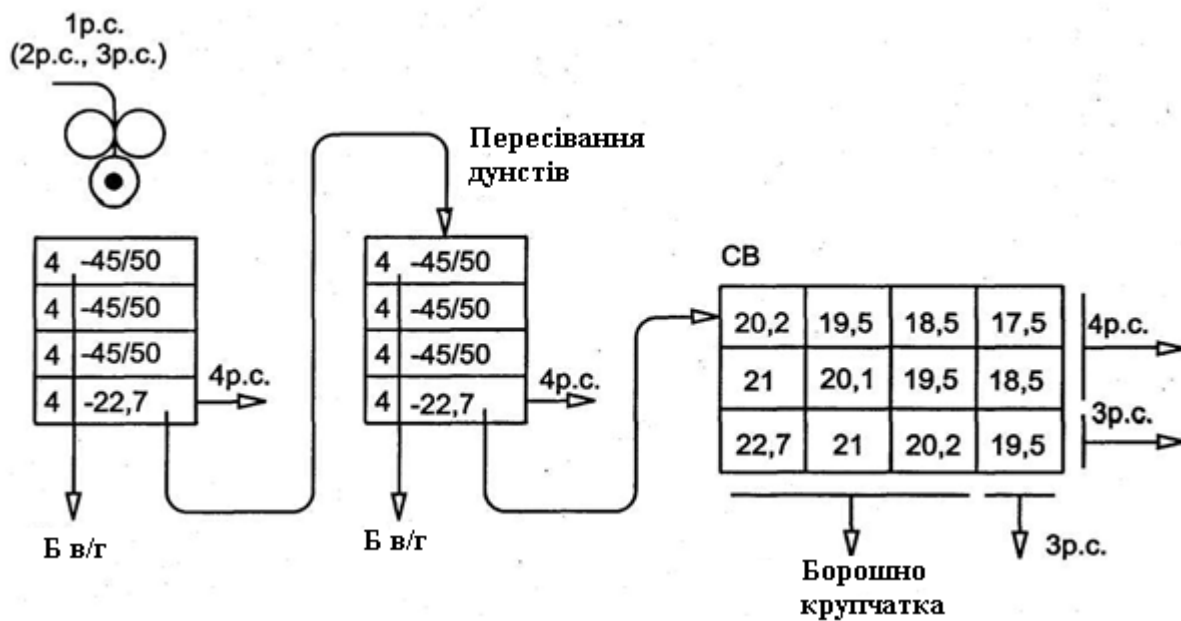 1р.с.
(2р.с., 3р.с.)
Пересівання
дунстів
4 -45/50
4 -45/50
4 -45/50
4 -22,7
4р.с.
Б в/г
4 -45/50
4 -45/50
4 -45/50
4 -22,7
4р.с.
Б в/г
СВ
20,2 19,5 18,5 17,5
21 20,1 19,5 18,5
22,7 21 20,2 19,5
4р.с.
3р.с.
Борошно
крупчатка
3р.с.